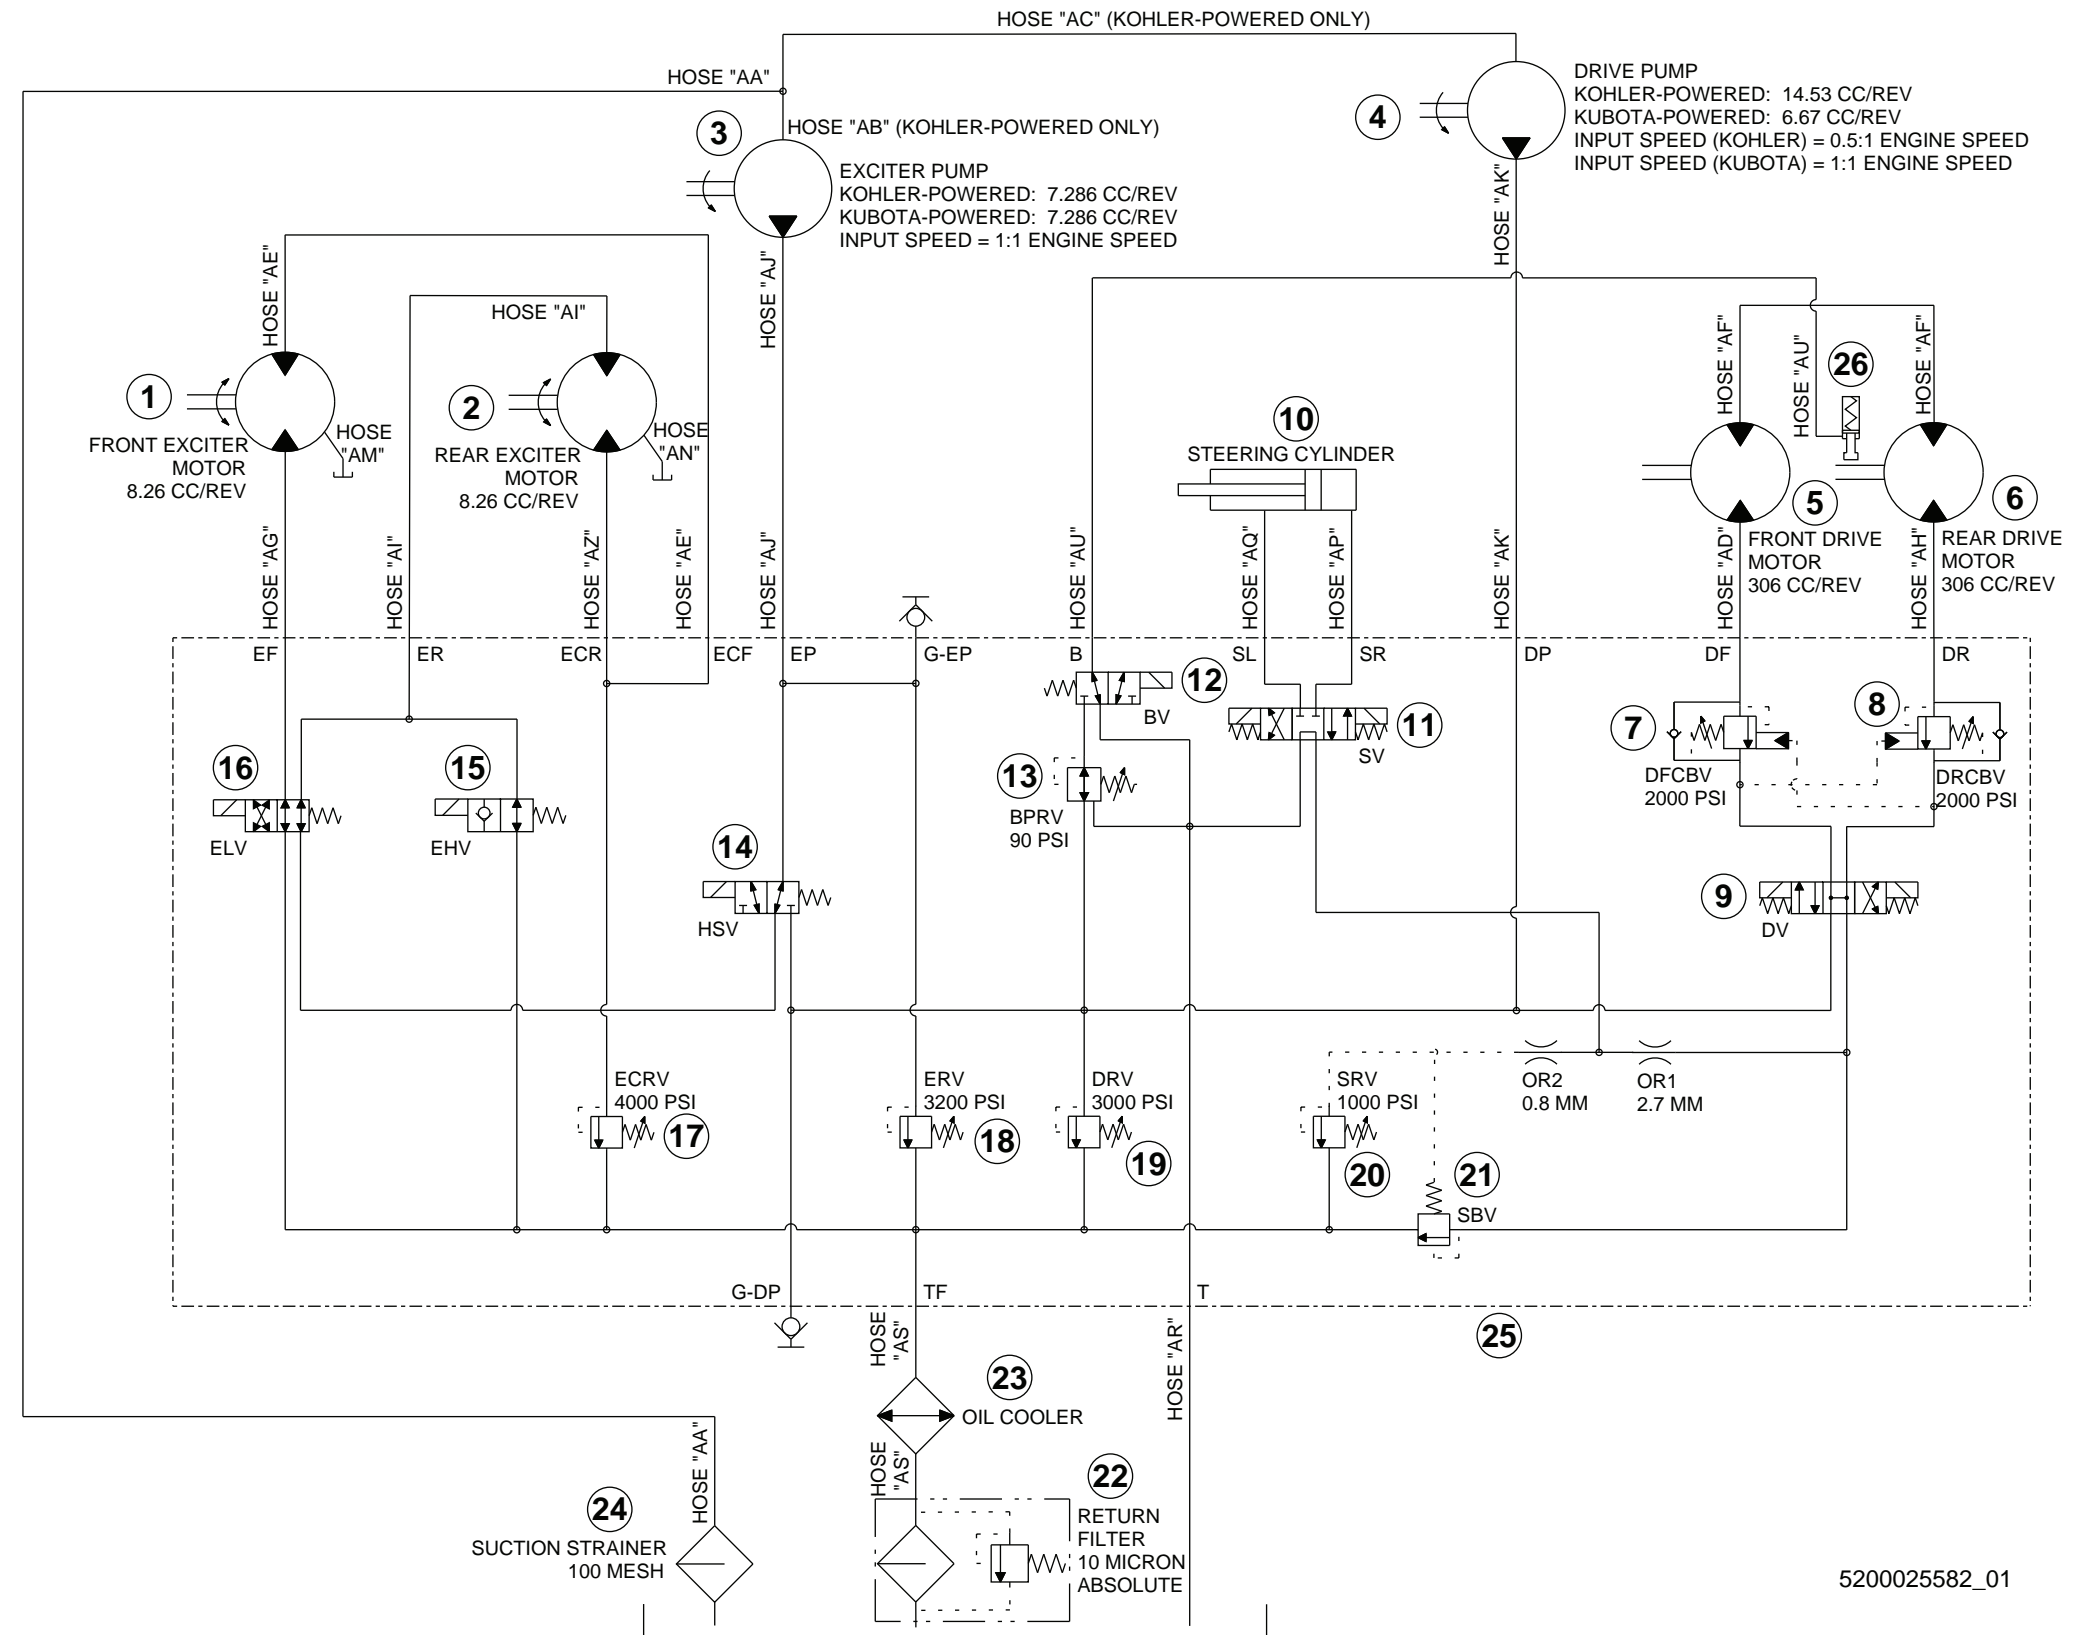 HOSE "AC" (KOHLER-POWERED ONLY)
HOSE "AA"
3
HOSE "AB" (KOHLER-POWERED ONLY)
EXCITER PUMP
KOHLER-POWERED: 7.286 CC/REV
KUBOTA-POWERED: 7.286 CC/REV
INPUT SPEED = 1:1 ENGINE SPEED
4
DRIVE PUMP
KOHLER-POWERED: 14.53 CC/REV
KUBOTA-POWERED: 6.67 CC/REV
INPUT SPEED (KOHLER) = 0.5:1 ENGINE SPEED
INPUT SPEED (KUBOTA) = 1:1 ENGINE SPEED
HOSE "AE"
HOSE "AI"
HOSE "AJ"
HOSE "AK"
HOSE "AF"
HOSE "AU"
HOSE "AF"
26
1
FRONT EXCITER
MOTOR
8.26 CC/REV
HOSE
"AM"
2
REAR EXCITER
MOTOR
8.26 CC/REV
HOSE
"AN"
10
STEERING CYLINDER
5
FRONT DRIVE
MOTOR
306 CC/REV
6
REAR DRIVE
MOTOR
306 CC/REV
HOSE "AG"
HOSE "AI"
HOSE "AZ"
HOSE "AE"
HOSE "AJ"
HOSE "AU"
HOSE "AQ"
HOSE "AP"
HOSE "AK"
HOSE "AD"
HOSE "AH"
EF
ER
ECR
ECF
EP
G-EP
B
SL
SR
DP
DF
DR
12
BV
11
SV
7
DFCBV
2000 PSI
8
DRCBV
2000 PSI
16
ELV
15
EHV
13
BPRV
90 PSI
14
HSV
9
DV
ECRV
4000 PSI
17
ERV
3200 PSI
18
DRV
3000 PSI
19
SRV
1000 PSI
20
OR2
0.8 MM
OR1
2.7 MM
21
SBV
G-DP
TF
T
25
HOSE
"AS"
HOSE "AR"
23
OIL COOLER
HOSE
"AS"
HOSE "AA"
24
SUCTION STRAINER
100 MESH
22
RETURN
FILTER
10 MICRON
ABSOLUTE
5200025582_01